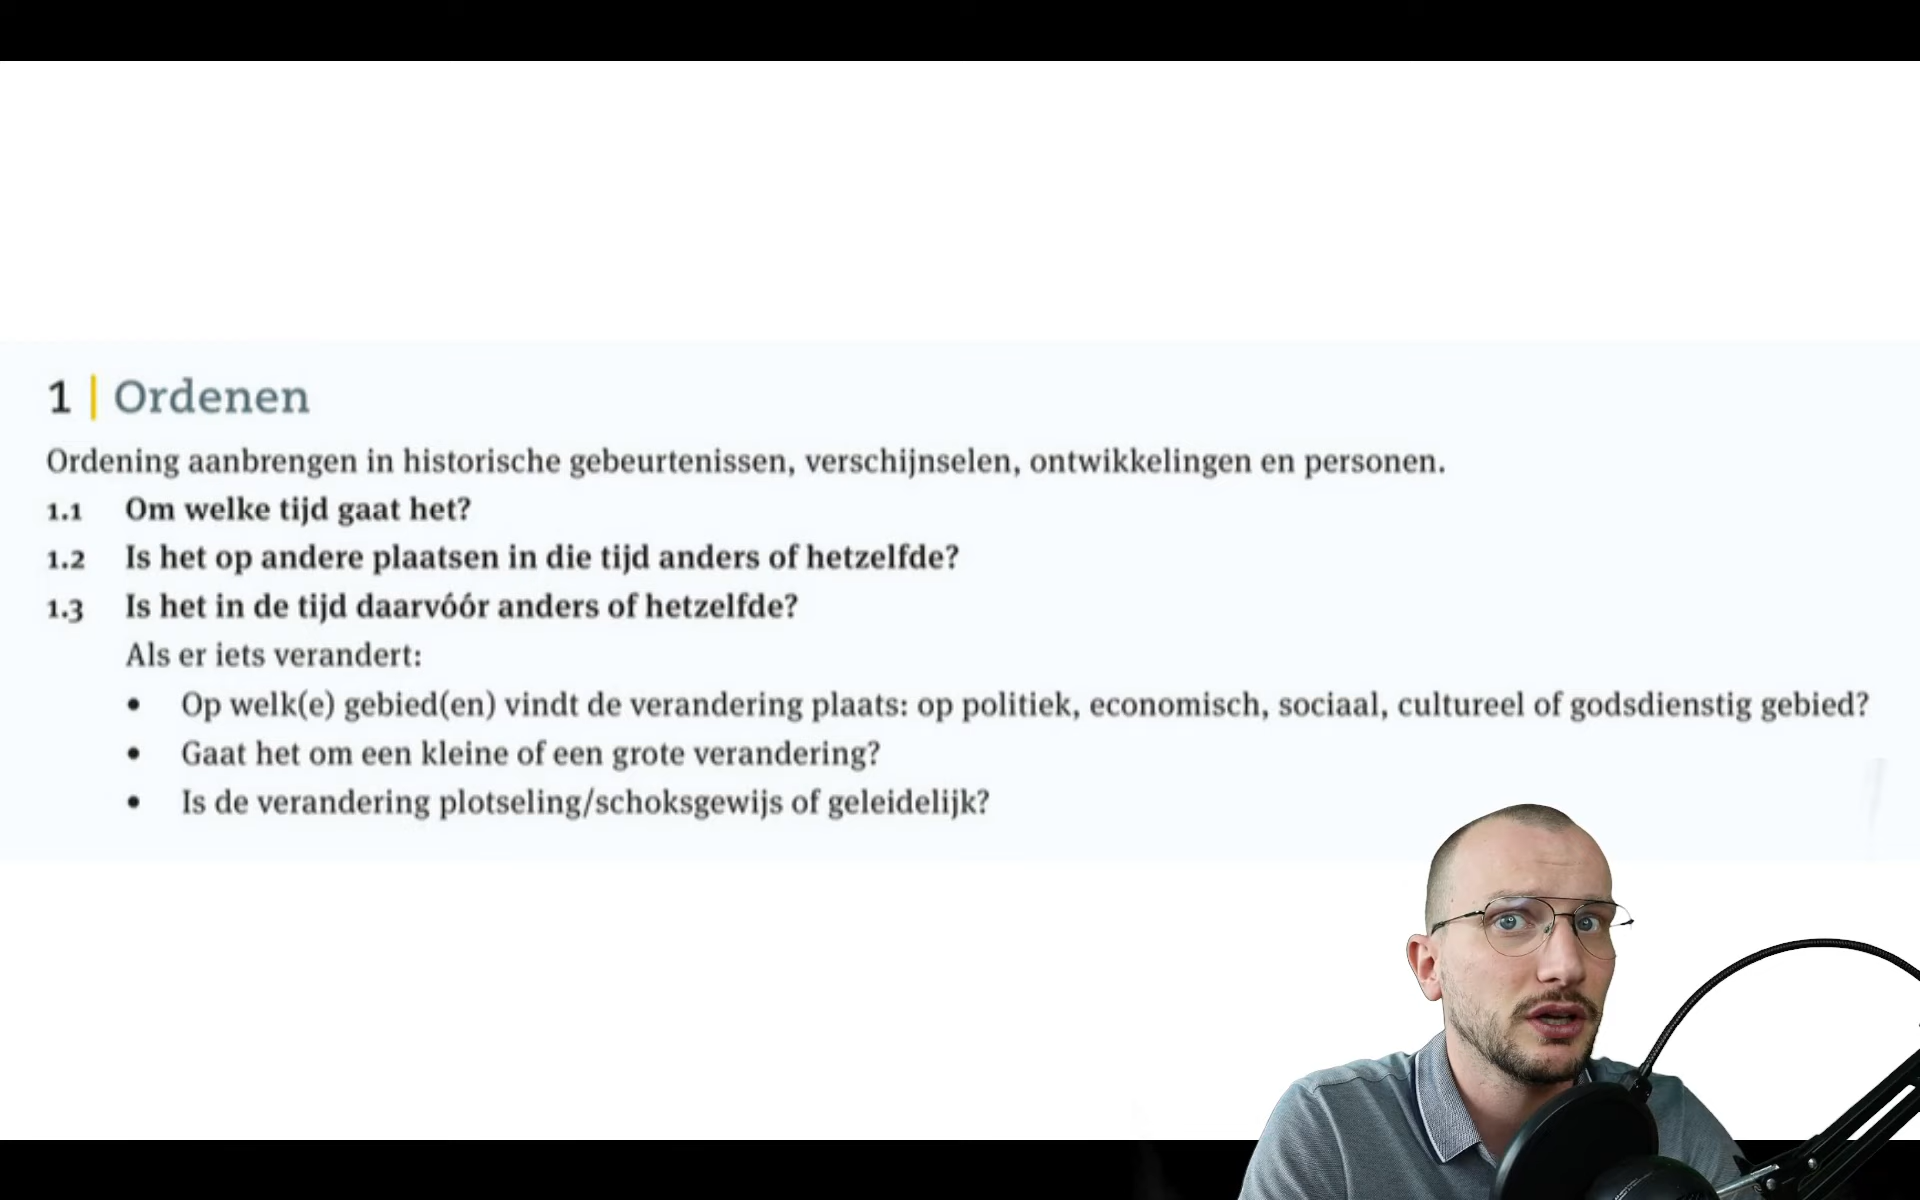 1 | Ordenen
Ordening aanbrengen in historische gebeurtenissen, verschijnselen, ontwikkelingen en personen.
1.1 Om welke tijd gaat het?
1.2 Is het op andere plaatsen in die tijd anders of hetzelfde?
1.3 Is het in de tijd daarvóór anders of hetzelfde?
Als er iets verandert:
• Op welk(e) gebied(en) vindt de verandering plaats: op politiek, economisch, sociaal, cultureel of godsdienstig gebied?
• Gaat het om een kleine of een grote verandering?
• Is de verandering plotseling/schoksgewijs of geleidelijk?